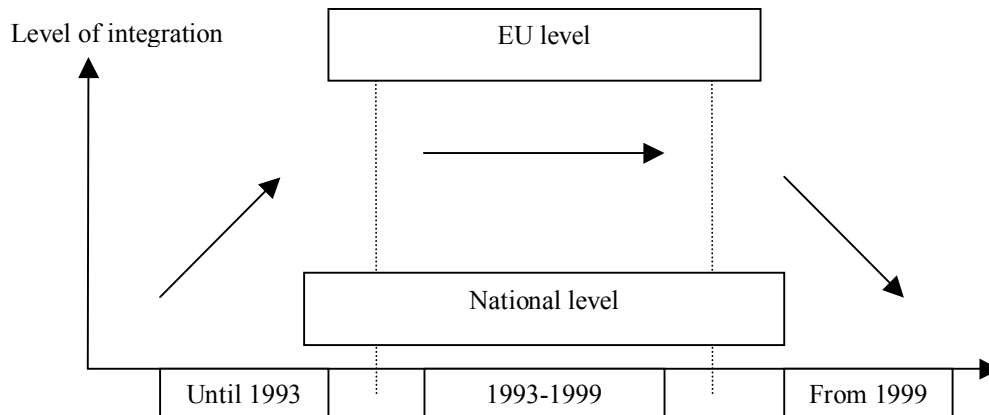 Level of integration
EU level
National level
Until 1993
1993-1999
From 1999